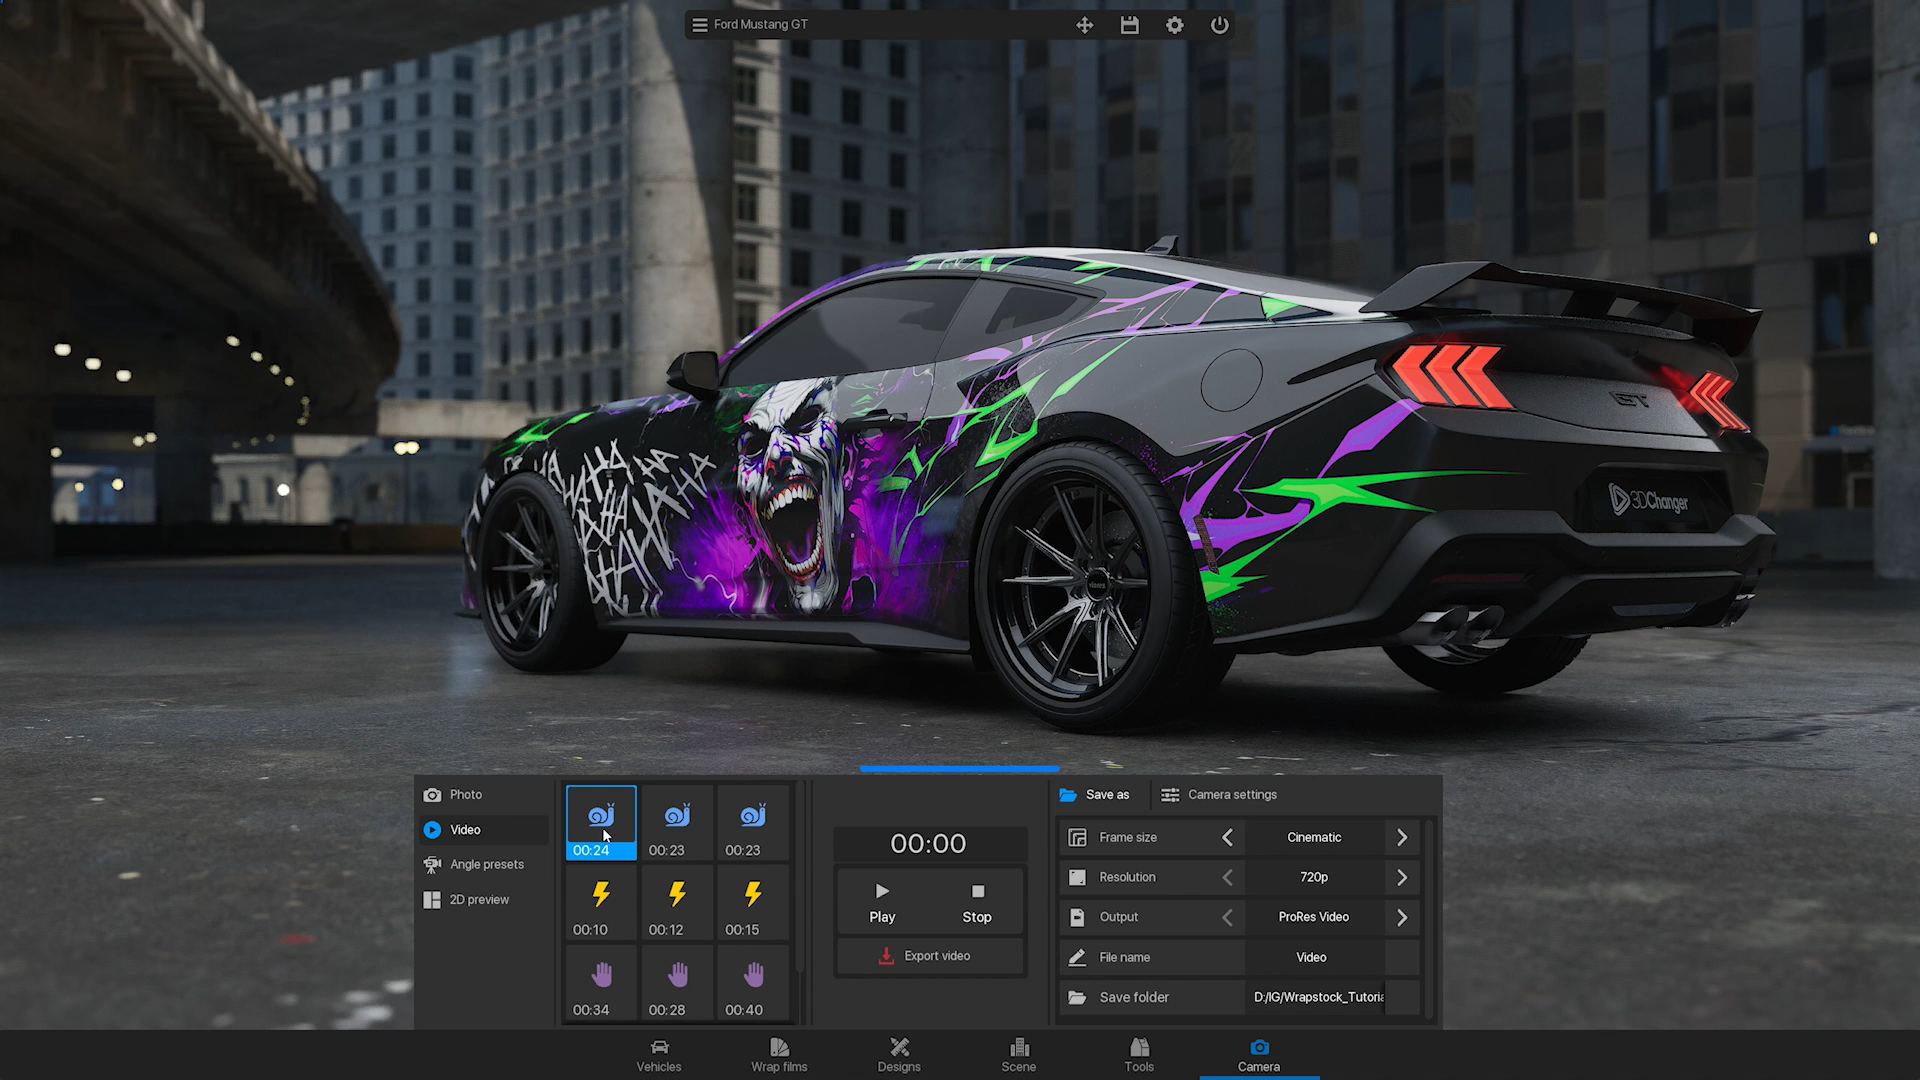 Ford Mustang GT
GT
3DChanger
Photo
Video
Angle presets
2D preview
00:24
00:23
00:23
00:10
00:12
00:15
00:34
00:28
00:40
00:00
Play
Stop
Export video
Save as
Camera settings
Frame size
Cinematic
Resolution
720p
Output
ProRes Video
File name
Video
Save folder
D:/IG/Wrapstock_Tutoria
Vehicles
Wrap films
Designs
Scene
Tools
Camera